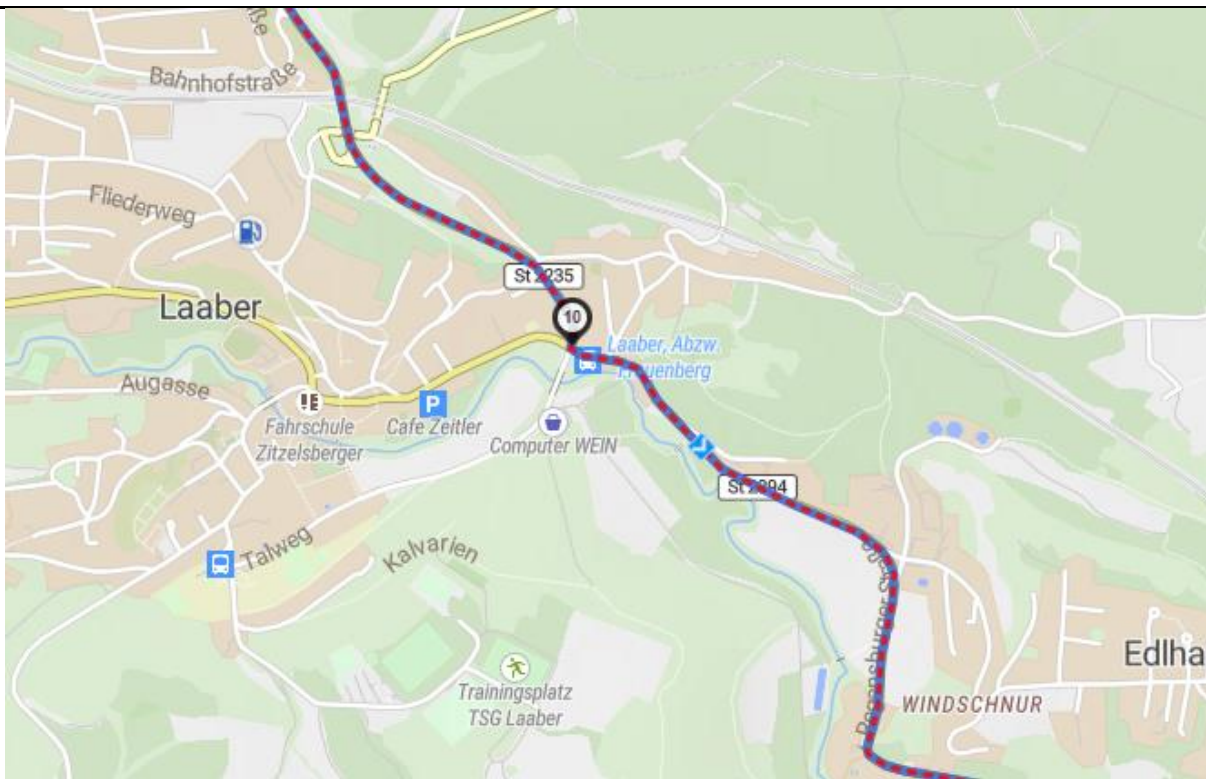 Bahnhofstraße
Fliederweg
Laaber
St 2235
10
Laaber, Abzw.
Frauenberg
Augasse
Fahrschule
Zitzelsberger
P
Cafe Zeitler
Computer WEIN
St 2394
Talweg
Kalvarien
Trainingsplatz
TSG Laaber
Edlha
WINDSCHNUR